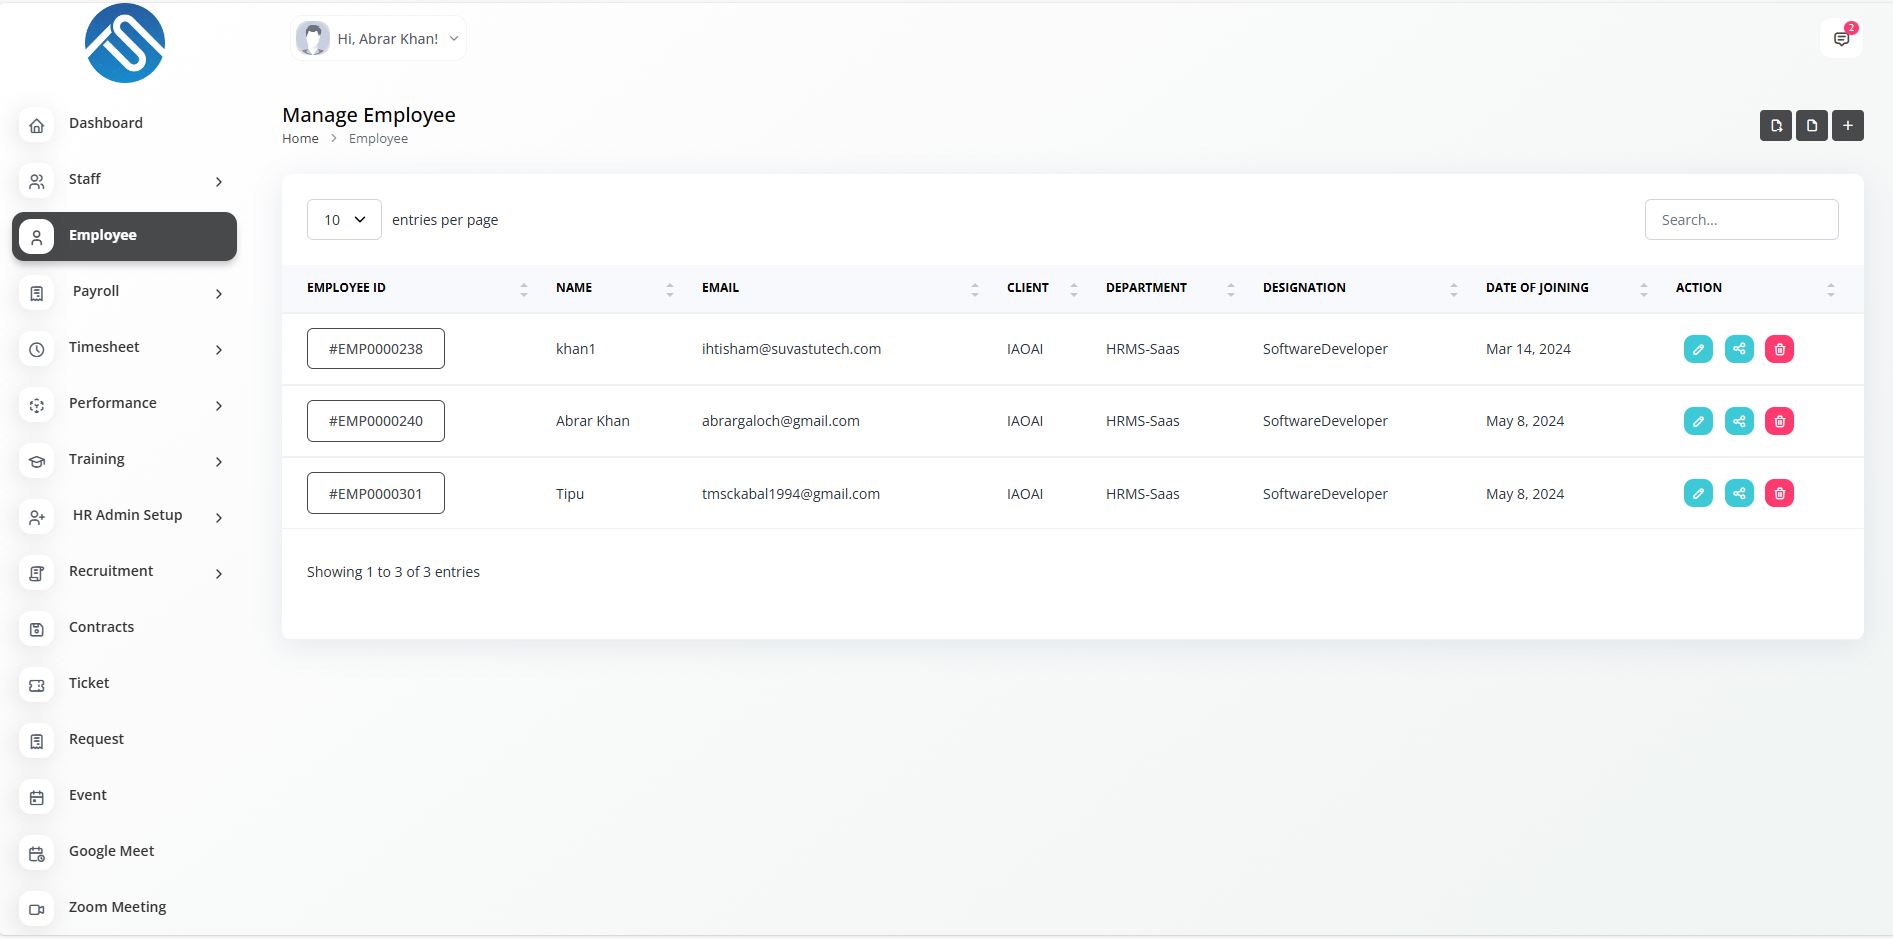 Hi, Abrar Khan!
2
Dashboard
Staff
Employee
Payroll
Timesheet
Performance
Training
HR Admin Setup
Recruitment
Contracts
Ticket
Request
Event
Google Meet
Zoom Meeting
Manage Employee
Home > Employee
10 entries per page
Search...
EMPLOYEE ID NAME EMAIL CLIENT DEPARTMENT DESIGNATION DATE OF JOINING ACTION
#EMP0000238 khan1 ihtisham@suvastutech.com IAOAI HRMS-Saas SoftwareDeveloper Mar 14, 2024
#EMP0000240 Abrar Khan abrargaloch@gmail.com IAOAI HRMS-Saas SoftwareDeveloper May 8, 2024
#EMP0000301 Tipu tmsckabal1994@gmail.com IAOAI HRMS-Saas SoftwareDeveloper May 8, 2024
Showing 1 to 3 of 3 entries